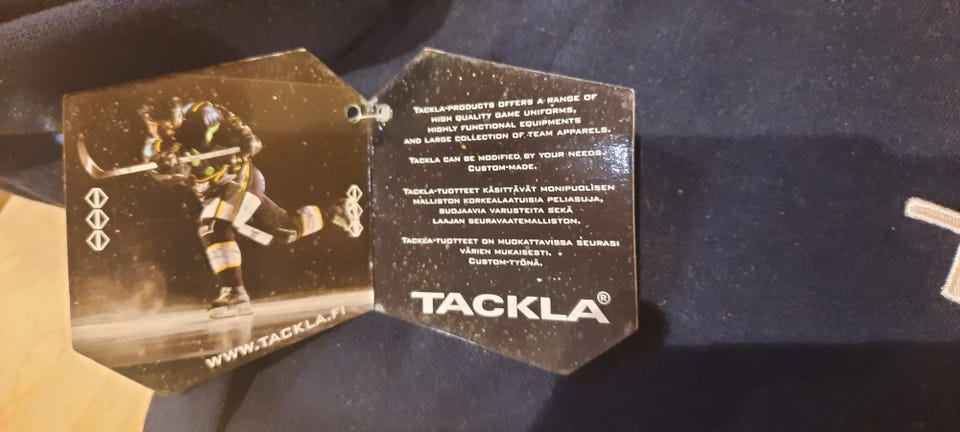 WWW.TACKLA.FI
TACKLA-PRODUCTS OFFERS A RANGE OF
HIGH QUALITY GAME UNIFORMS,
HIGHLY FUNCTIONAL EQUIPMENTS
AND LARGE COLLECTION OF TEAM APPARELS.
TACKLA CAN BE MODIFIED BY YOUR NEEDS.
CUSTOM-MADE.
TACKLA-TUOTTEET KÄSITTÄVÄT MONIPUOLISEN
MALLISTON KORKEALAATUISIA PELIASUJA,
SUOJAAVIA VARUSTEITA SEKÄ
LAAJAN SEURAVAATEMALLISTON.
TACKLA-TUOTTEET ON MUOKATTAVISSA SEURASI
VÄRIEN MUKAISESTI.
CUSTOM-TYÖNÄ.
TACKLA®